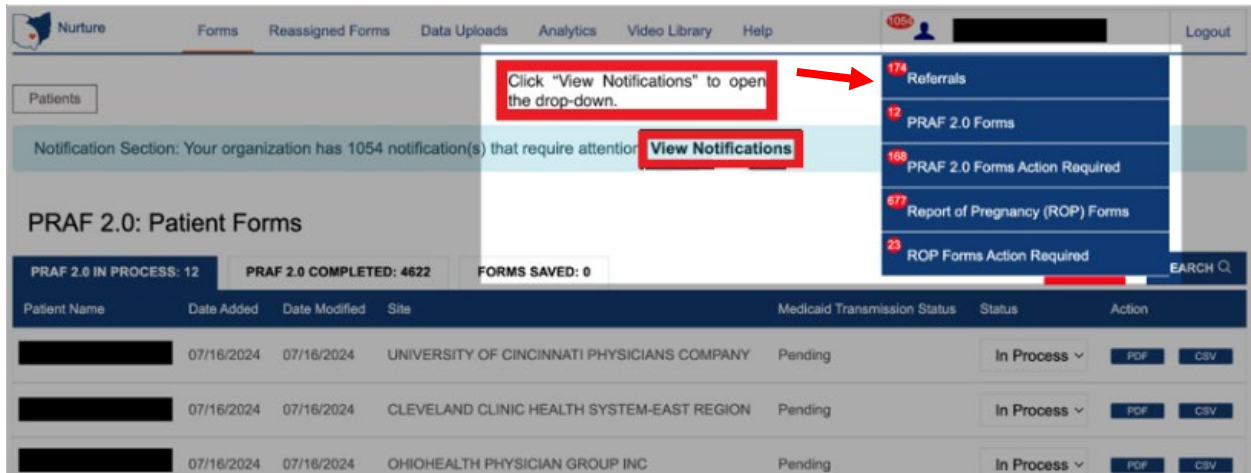 Nurture Forms Reassigned Forms Data Uploads Analytics Video Library Help 1054 Logout
Click “View Notifications” to open
the drop-down.
174 Referrals
12 PRAF 2.0 Forms
168 PRAF 2.0 Forms Action Required
677 Report of Pregnancy (ROP) Forms
23 ROP Forms Action Required
Patients
Notification Section: Your organization has 1054 notification(s) that require attention View Notifications
PRAF 2.0: Patient Forms
PRAF 2.0 IN PROCESS: 12 PRAF 2.0 COMPLETED: 4622 FORMS SAVED: 0 EARCH
Patient Name Date Added Date Modified Site Medicaid Transmission Status Status Action
07/16/2024 07/16/2024 UNIVERSITY OF CINCINNATI PHYSICIANS COMPANY Pending In Process PDF CSV
07/16/2024 07/16/2024 CLEVELAND CLINIC HEALTH SYSTEM-EAST REGION Pending In Process PDF CSV
07/16/2024 07/16/2024 OHIOHEALTH PHYSICIAN GROUP INC Pending In Process PDF CSV